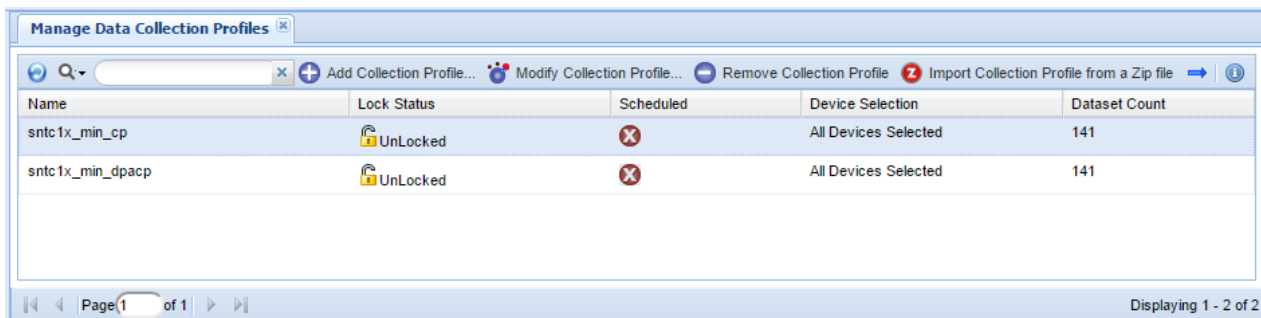 Manage Data Collection Profiles
Add Collection Profile... Modify Collection Profile... Remove Collection Profile Z Import Collection Profile from a Zip file
Name Lock Status Scheduled Device Selection Dataset Count
sntc1x_min_cp UnLocked All Devices Selected 141
sntc1x_min_dpacp UnLocked All Devices Selected 141
Page 1 of 1 Displaying 1 - 2 of 2